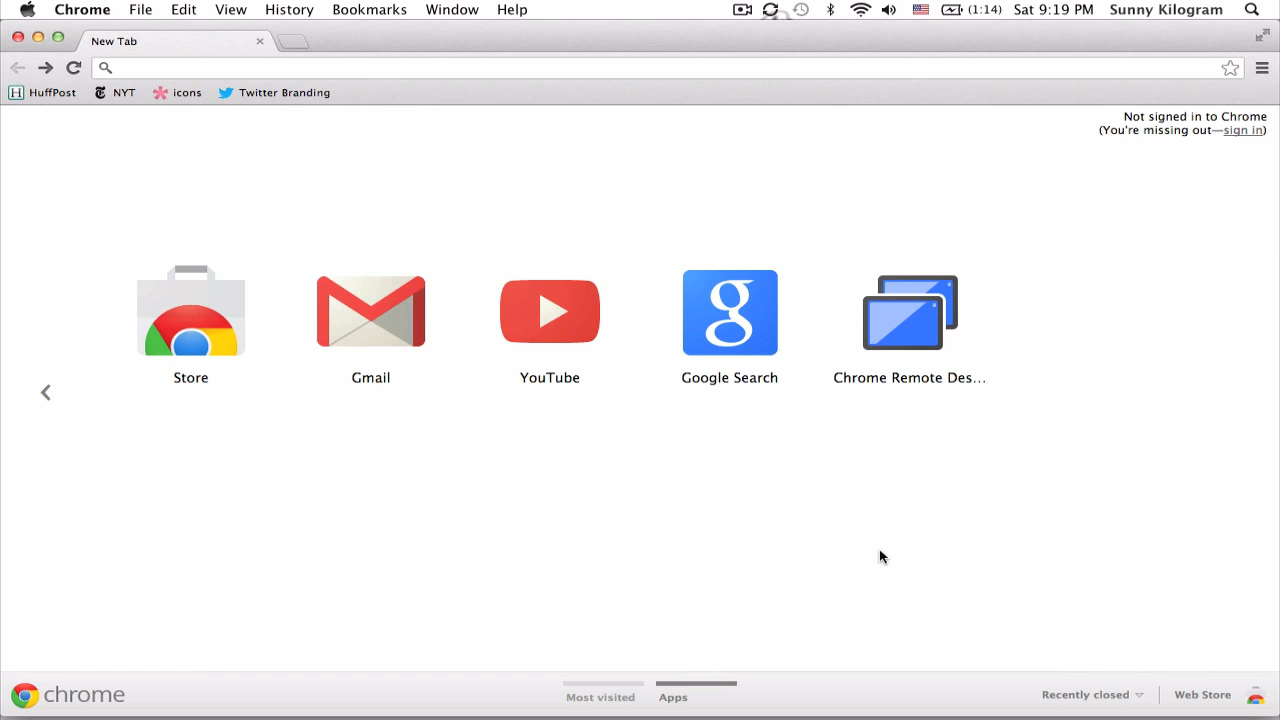 Chrome File Edit View History Bookmarks Window Help (1:14) Sat 9:19 PM Sunny Kilogram
New Tab
HuffPost NYT icons Twitter Branding
Not signed in to Chrome
(You're missing out—sign in)
Store Gmail YouTube Google Search Chrome Remote Des...
chrome Most visited Apps Recently closed Web Store